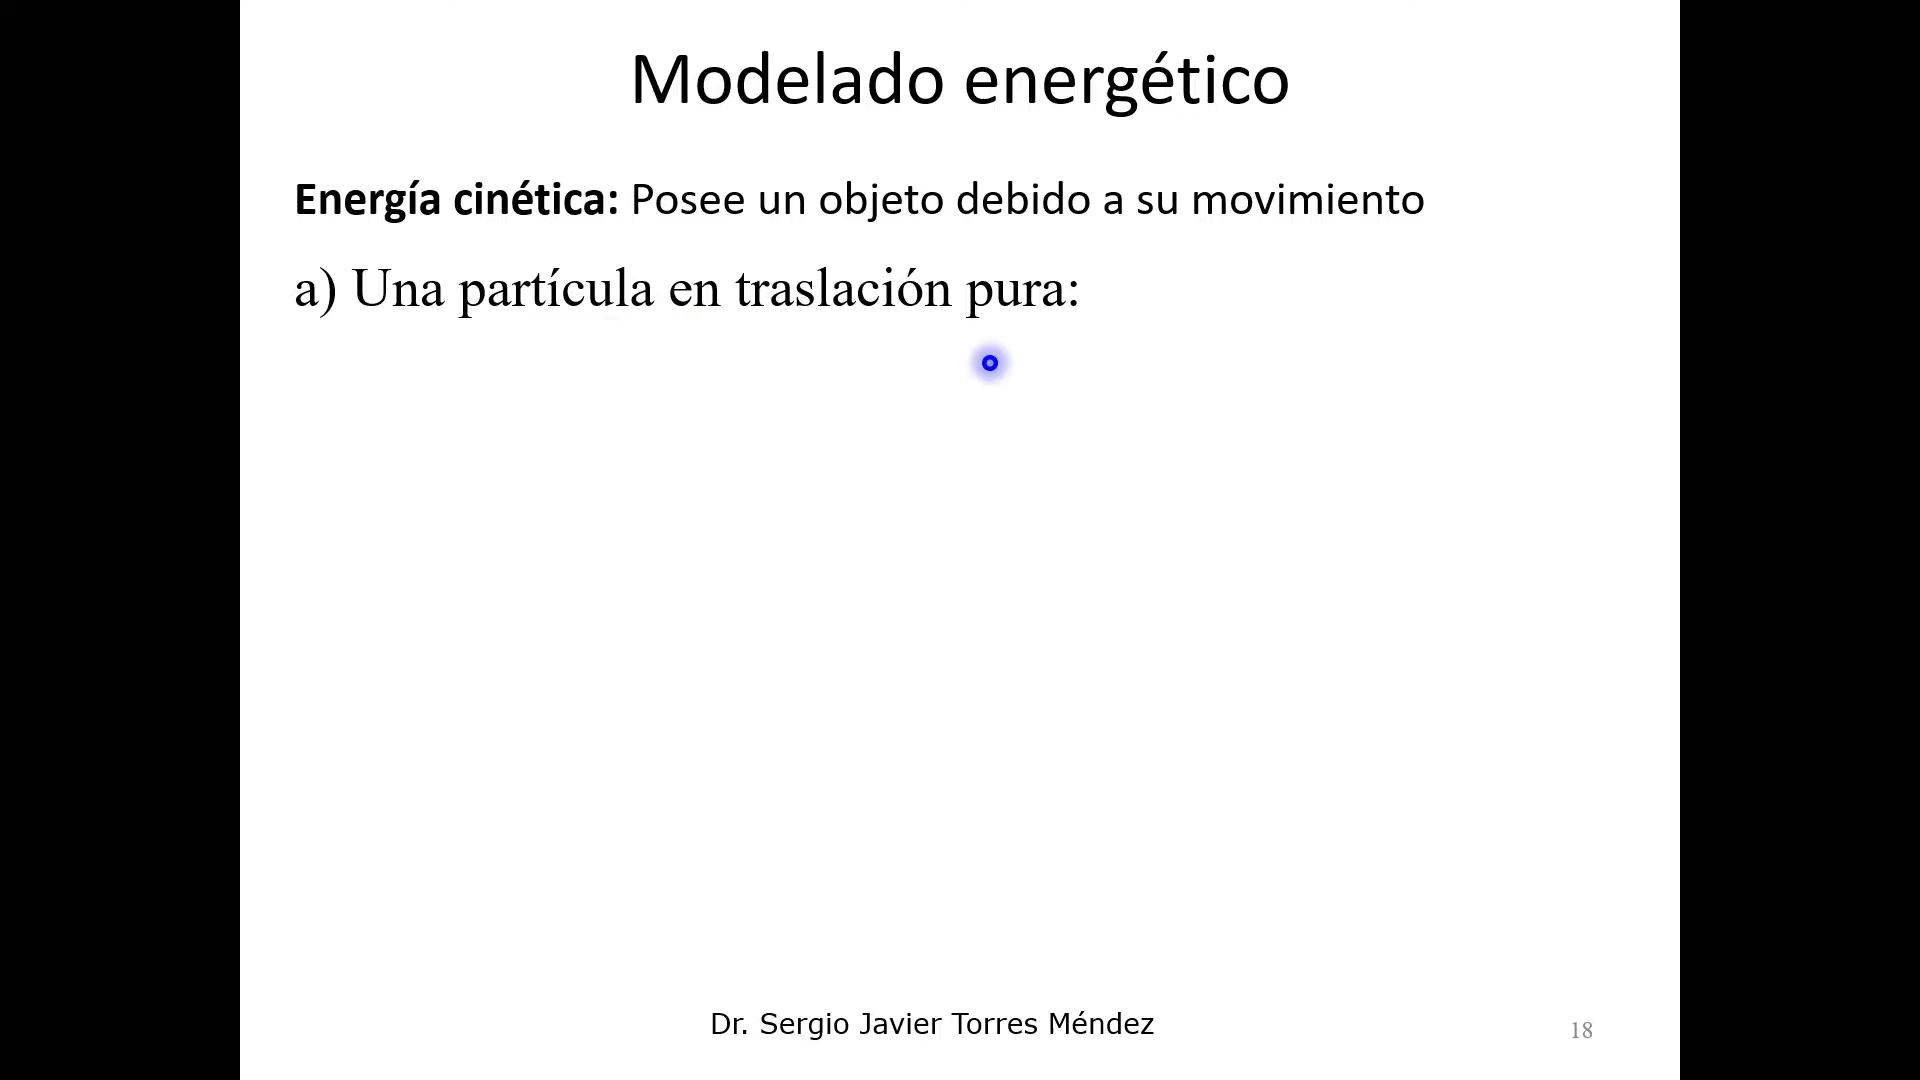 Modelado energético
Energía cinética: Posee un objeto debido a su movimiento
a) Una partícula en traslación pura:
Dr. Sergio Javier Torres Méndez
18